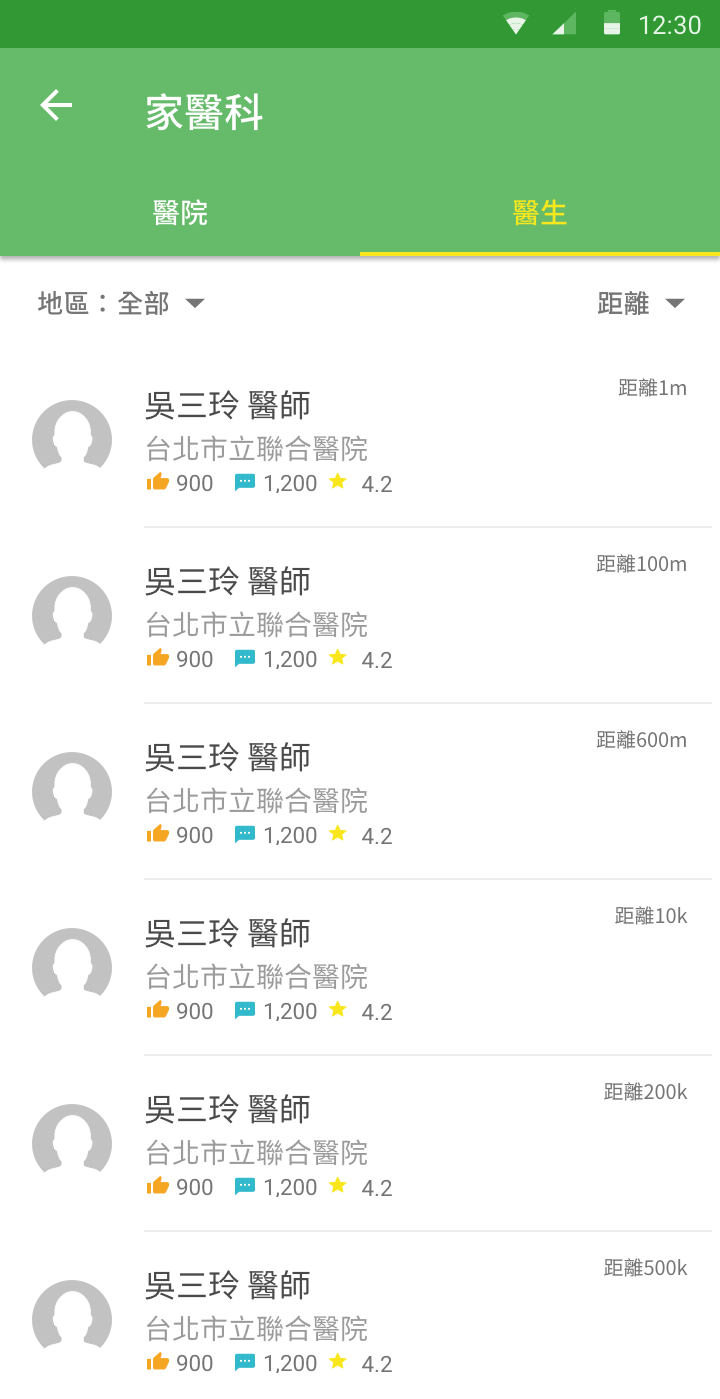 12:30
家醫科
醫院 醫生
地區：全部 距離
吳三玲 醫師 距離1m
台北市立聯合醫院
900 1,200 4.2
吳三玲 醫師 距離100m
台北市立聯合醫院
900 1,200 4.2
吳三玲 醫師 距離600m
台北市立聯合醫院
900 1,200 4.2
吳三玲 醫師 距離10k
台北市立聯合醫院
900 1,200 4.2
吳三玲 醫師 距離200k
台北市立聯合醫院
900 1,200 4.2
吳三玲 醫師 距離500k
台北市立聯合醫院
900 1,200 4.2